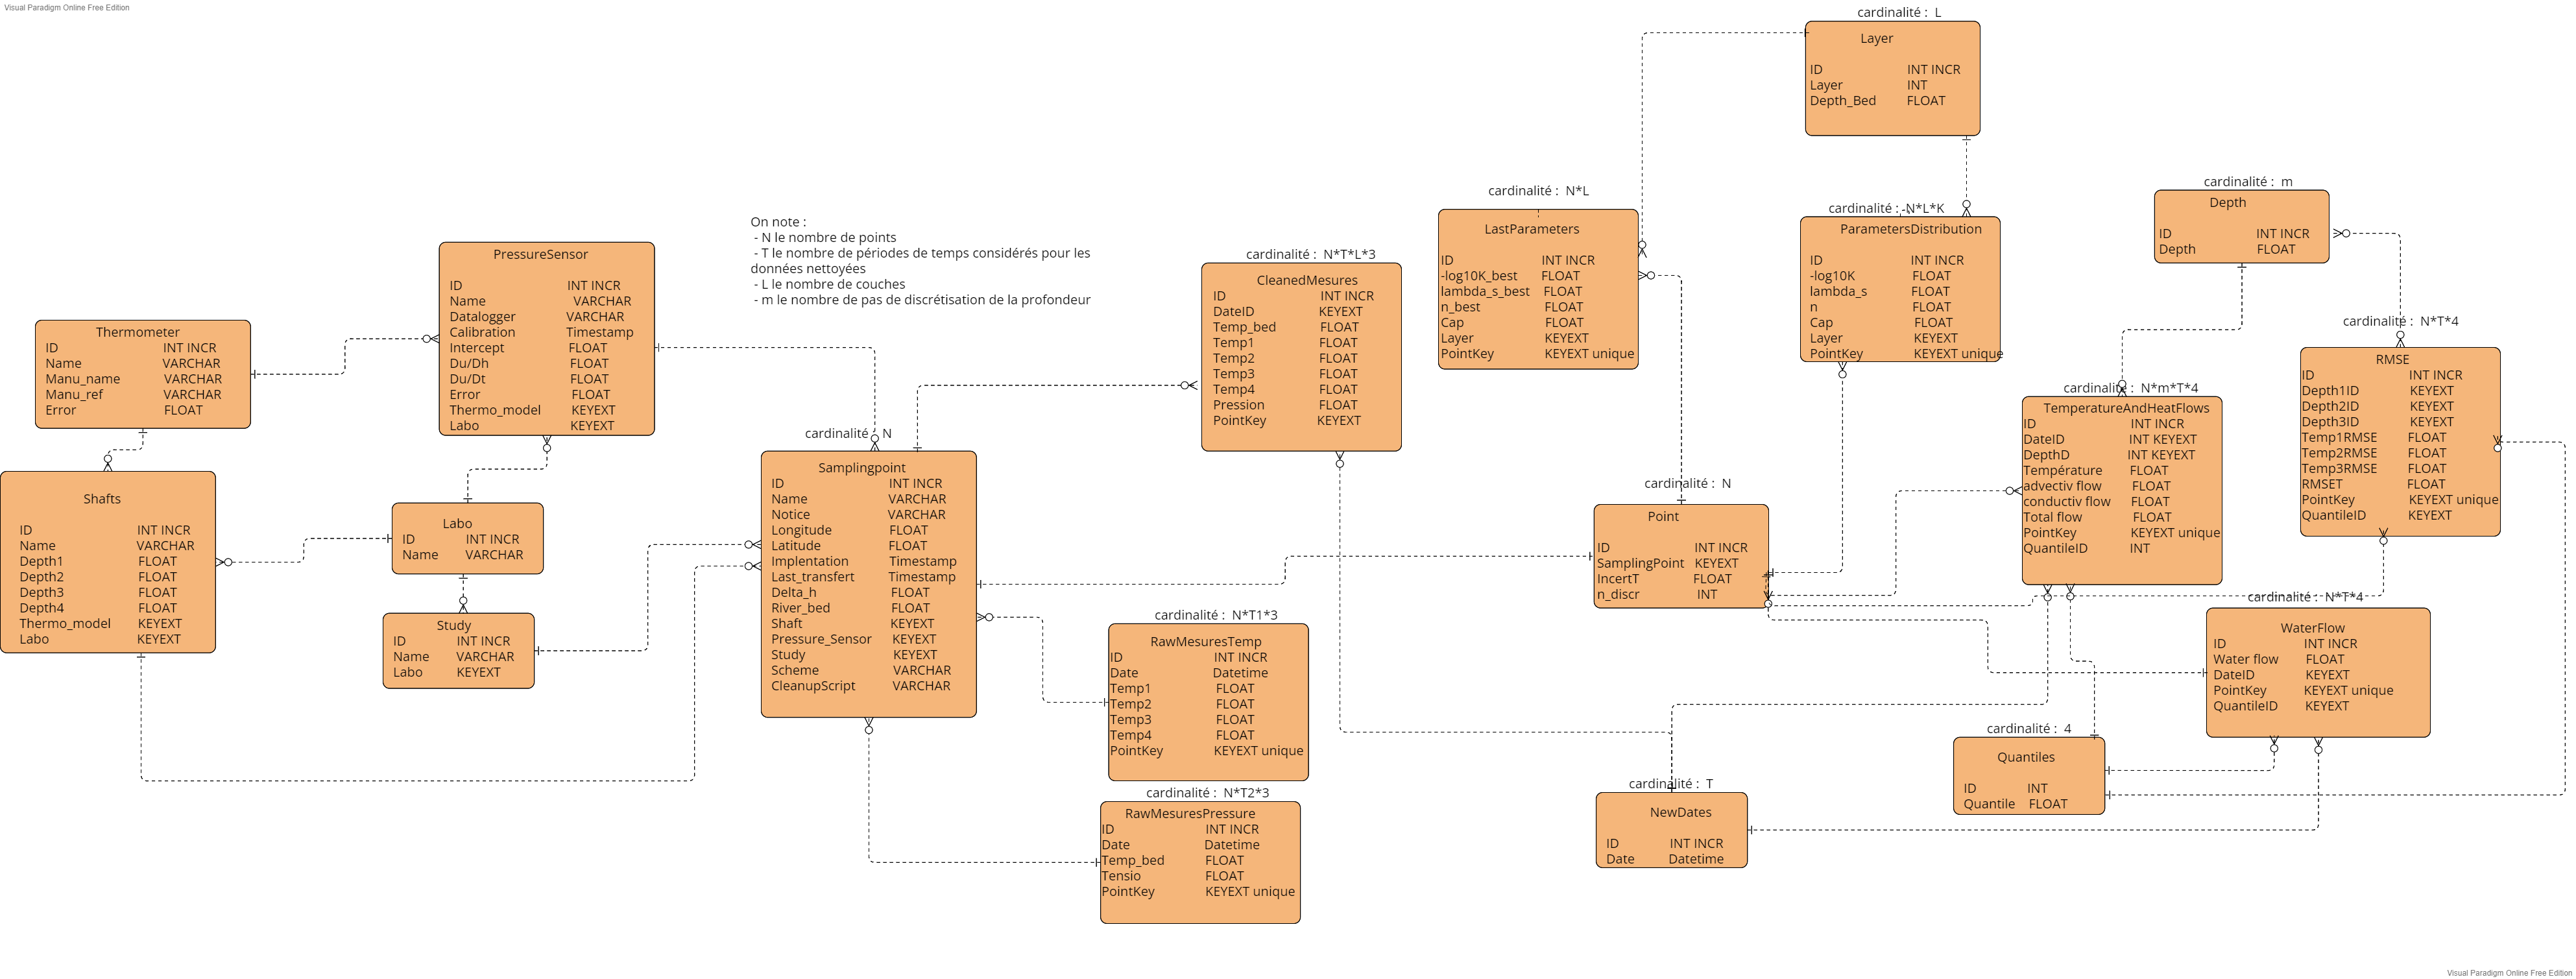 Visual Paradigm Online Free Edition
Thermometer
ID INT INCR
Name VARCHAR
Manu_name VARCHAR
Manu_ref VARCHAR
Error FLOAT
Shafts
ID INT INCR
Name VARCHAR
Depth1 FLOAT
Depth2 FLOAT
Depth3 FLOAT
Depth4 FLOAT
Thermo_model KEYEXT
Labo KEYEXT
PressureSensor
ID INT INCR
Name VARCHAR
Datalogger VARCHAR
Calibration Timestamp
Intercept FLOAT
Du/Dh FLOAT
Du/Dt FLOAT
Error FLOAT
Thermo_model KEYEXT
Labo KEYEXT
Labo
ID INT INCR
Name VARCHAR
Study
ID INT INCR
Name VARCHAR
Labo KEYEXT
On note :
- N le nombre de points
- T le nombre de périodes de temps considérés pour les
données nettoyées
- L le nombre de couches
- m le nombre de pas de discrétisation de la profondeur
cardinalité : N
Samplingpoint
ID INT INCR
Name VARCHAR
Notice VARCHAR
Longitude FLOAT
Latitude FLOAT
Implentation Timestamp
Last_transfert Timestamp
Delta_h FLOAT
River_bed FLOAT
Shaft KEYEXT
Pressure_Sensor KEYEXT
Study KEYEXT
Scheme VARCHAR
CleanupScript VARCHAR
cardinalité : N*T*L*3
CleanedMesures
ID INT INCR
DateID KEYEXT
Temp_bed FLOAT
Temp1 FLOAT
Temp2 FLOAT
Temp3 FLOAT
Temp4 FLOAT
Pression FLOAT
PointKey KEYEXT
cardinalité : N*T1*3
RawMesuresTemp
ID INT INCR
Date Datetime
Temp1 FLOAT
Temp2 FLOAT
Temp3 FLOAT
Temp4 FLOAT
PointKey KEYEXT unique
cardinalité : N*T2*3
RawMesuresPressure
ID INT INCR
Date Datetime
Temp_bed FLOAT
Tensio FLOAT
PointKey KEYEXT unique
cardinalité : L
Layer
ID INT INCR
Layer INT
Depth_Bed FLOAT
cardinalité : N*L
LastParameters
ID INT INCR
-log10K_best FLOAT
lambda_s_best FLOAT
n_best FLOAT
Cap FLOAT
Layer KEYEXT
PointKey KEYEXT unique
cardinalité : N*L*K
ParametersDistribution
ID INT INCR
-log10K FLOAT
lambda_s FLOAT
n FLOAT
Cap FLOAT
Layer KEYEXT
PointKey KEYEXT unique
cardinalité : N
Point
ID INT INCR
SamplingPoint KEYEXT
IncertT FLOAT
n_discr INT
cardinalité : m
Depth
ID INT INCR
Depth FLOAT
cardinalité : N*m*T*4
TemperatureAndHeatFlows
ID INT INCR
DateID INT KEYEXT
DepthD INT KEYEXT
Température FLOAT
advectiv flow FLOAT
conductiv flow FLOAT
Total flow FLOAT
PointKey KEYEXT unique
QuantileID INT
cardinalité : N*T*4
RMSE
ID INT INCR
Depth1ID KEYEXT
Depth2ID KEYEXT
Depth3ID KEYEXT
Temp1RMSE FLOAT
Temp2RMSE FLOAT
Temp3RMSE FLOAT
RMSET FLOAT
PointKey KEYEXT unique
QuantileID KEYEXT
cardinalité : N*T*4
WaterFlow
ID INT INCR
Water flow FLOAT
DateID KEYEXT
PointKey KEYEXT unique
QuantileID KEYEXT
cardinalité : 4
Quantiles
ID INT
Quantile FLOAT
cardinalité : T
NewDates
ID INT INCR
Date Datetime
Visual Paradigm Online Free Edition